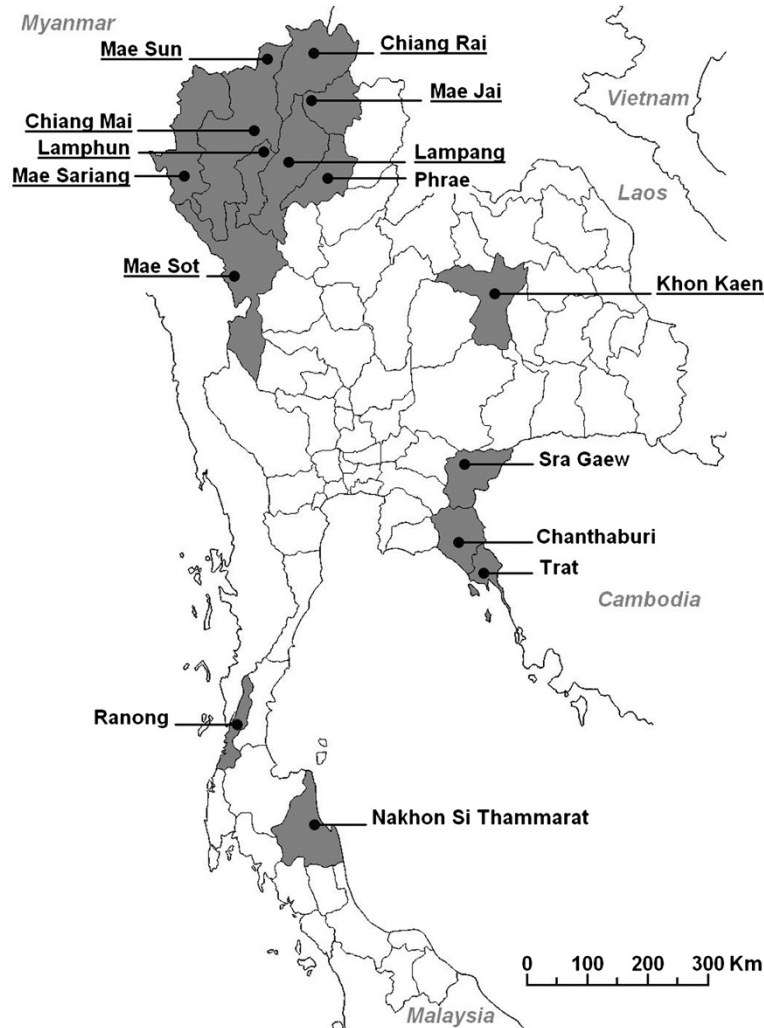 Myanmar
Mae Sun
Chiang Rai
Mae Jai
Vietnam
Chiang Mai
Lamphun
Lampang
Mae Sariang
Phrae
Laos
Mae Sot
Khon Kaen
Sra Gaew
Chanthaburi
Trat
Cambodia
Ranong
Nakhon Si Thammarat
0 100 200 300 Km
Malaysia